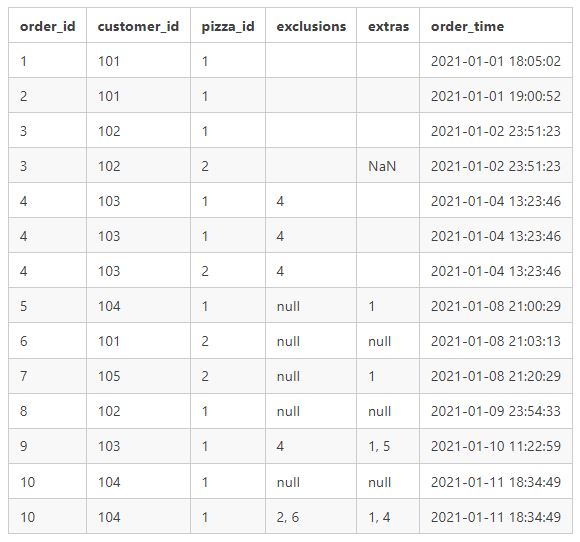 order_id customer_id pizza_id exclusions extras order_time
1 101 1 2021-01-01 18:05:02
2 101 1 2021-01-01 19:00:52
3 102 1 2021-01-02 23:51:23
3 102 2 NaN 2021-01-02 23:51:23
4 103 1 4 2021-01-04 13:23:46
4 103 1 4 2021-01-04 13:23:46
4 103 2 4 2021-01-04 13:23:46
5 104 1 null 1 2021-01-08 21:00:29
6 101 2 null null 2021-01-08 21:03:13
7 105 2 null 1 2021-01-08 21:20:29
8 102 1 null null 2021-01-09 23:54:33
9 103 1 4 1, 5 2021-01-10 11:22:59
10 104 1 null null 2021-01-11 18:34:49
10 104 1 2, 6 1, 4 2021-01-11 18:34:49